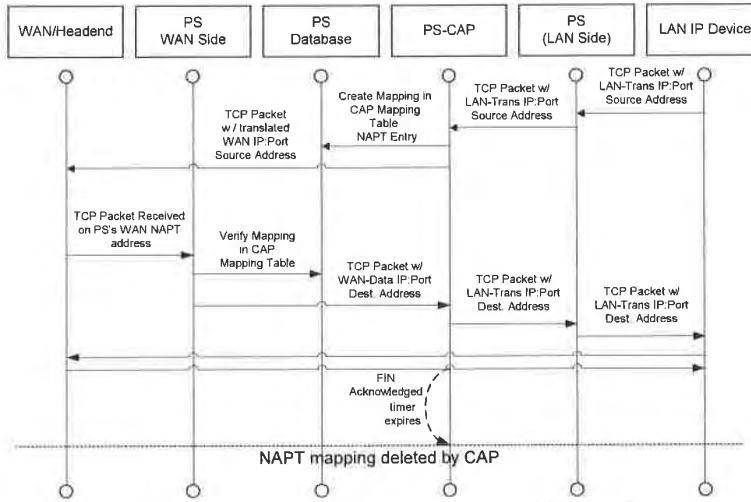 WAN/Headend
PS
WAN Side
PS
Database
PS-CAP
PS
(LAN Side)
LAN IP Device
TCP Packet w/
LAN-Trans IP:Port
Source Address
TCP Packet w/
LAN-Trans IP:Port
Source Address
Create Mapping in
CAP Mapping
Table
NAPT Entry
TCP Packet
w/ translated
WAN IP:Port
Source Address
TCP Packet Received
on PS's WAN NAPT
address
Verify Mapping
in CAP
Mapping Table
TCP Packet w/
WAN-Data IP:Port
Dest. Address
TCP Packet w/
LAN-Trans IP:Port
Dest. Address
TCP Packet w/
LAN-Trans IP:Port
Dest. Address
FIN
Acknowledged
timer
expires
NAPT mapping deleted by CAP